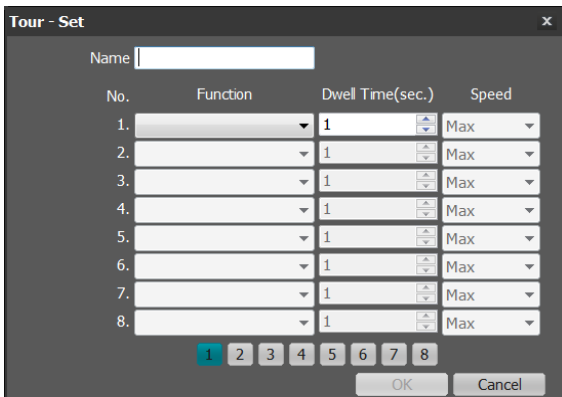 Tour - Set x
Name
No. Function Dwell Time(sec.) Speed
1. 1 Max
2. 1 Max
3. 1 Max
4. 1 Max
5. 1 Max
6. 1 Max
7. 1 Max
8. 1 Max
1 2 3 4 5 6 7 8
OK Cancel